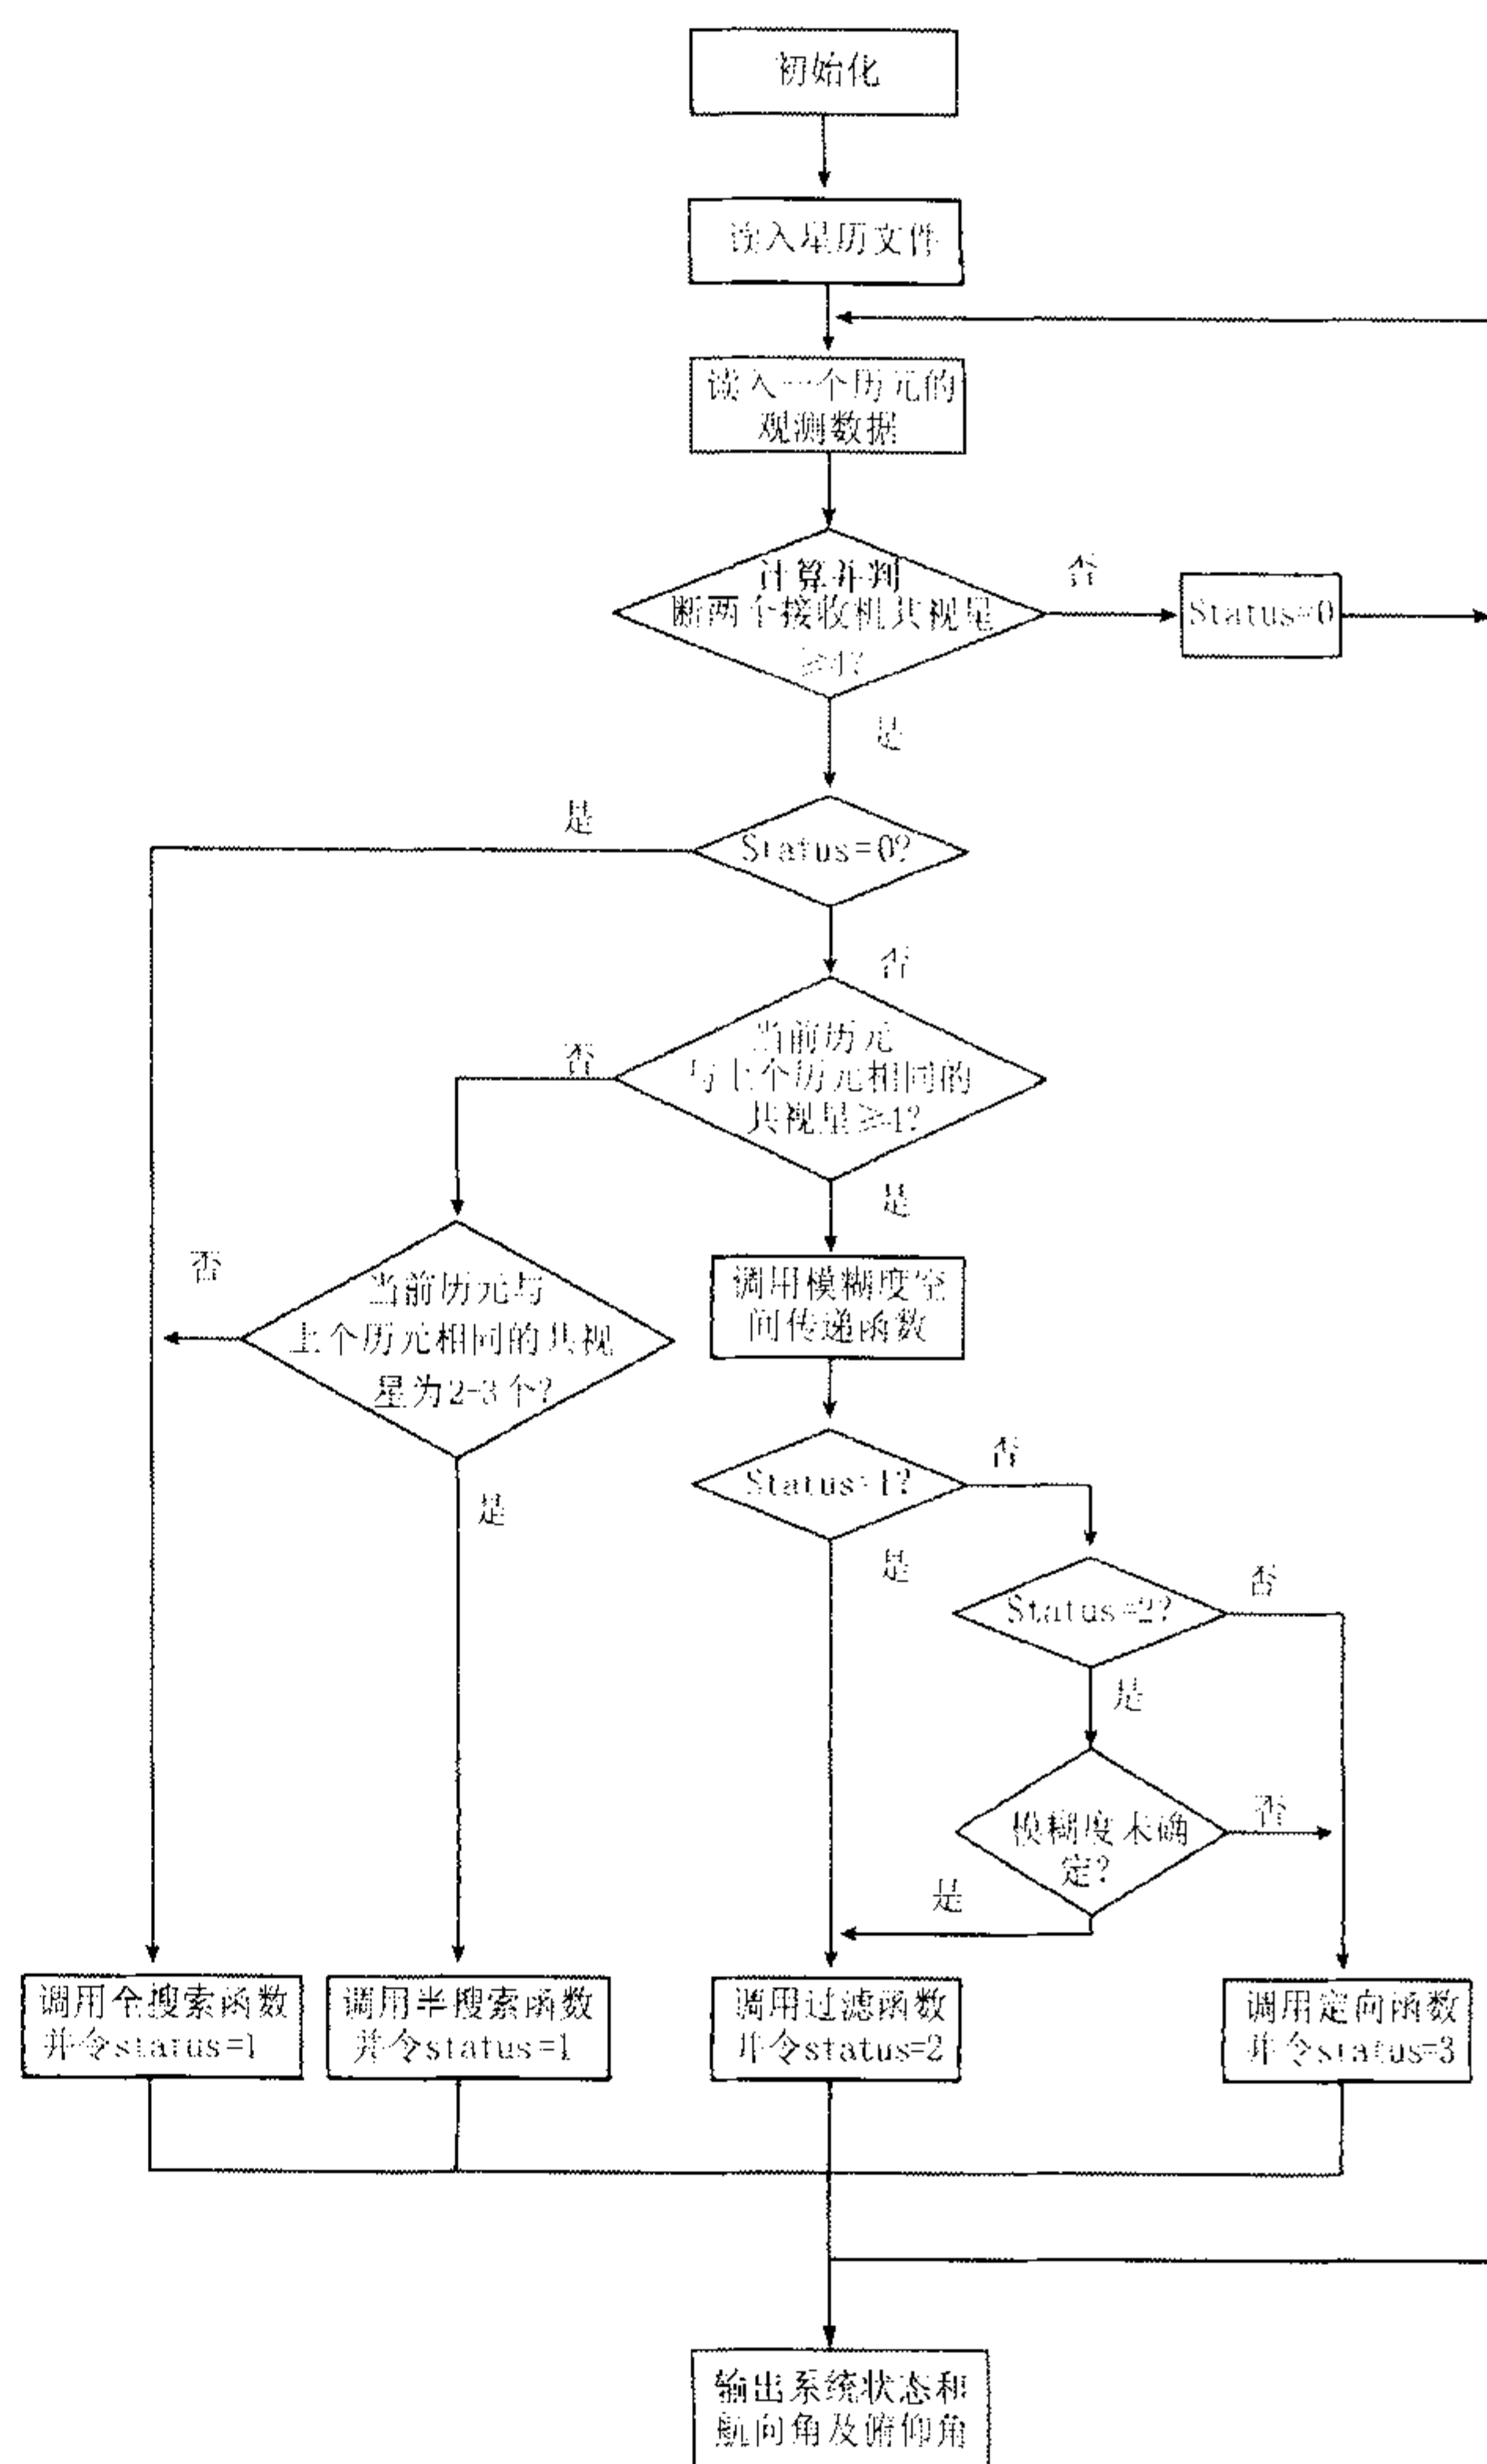 初始化
读入星历文件
读入一个历元的
观测数据
计算并判
断两个接收机共视星
≥4?
否
Status=0
是
是
Status=0?
否
当前历元
与上个历元相同的
共视星≥4?
否
是
当前历元与
上个历元相同的共视
星为2-3个?
否
是
调用模糊度空
间传递函数
Status=1?
否
是
Status=2?
否
是
模糊度未确
定?
否
是
调用全搜索函数
并令status=1
调用半搜索函数
并令status=1
调用过滤函数
并令status=2
调用定向函数
并令status=3
输出系统状态和
航向角及俯仰角